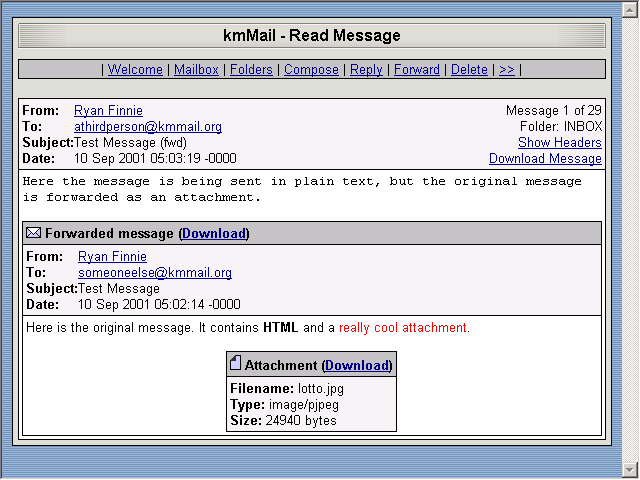 kmMail - Read Message
| Welcome | Mailbox | Folders | Compose | Reply | Forward | Delete | >> |
From: Ryan Finnie
Message 1 of 29
To: athirdperson@kmmail.org
Folder: INBOX
Subject:Test Message (fwd)
Show Headers
Date: 10 Sep 2001 05:03:19 -0000
Download Message
Here the message is being sent in plain text, but the original message
is forwarded as an attachment.
Forwarded message (Download)
From: Ryan Finnie
To: someoneelse@kmmail.org
Subject:Test Message
Date: 10 Sep 2001 05:02:14 -0000
Here is the original message. It contains HTML and a really cool attachment.
Attachment (Download)
Filename: lotto.jpg
Type: image/pjpeg
Size: 24940 bytes